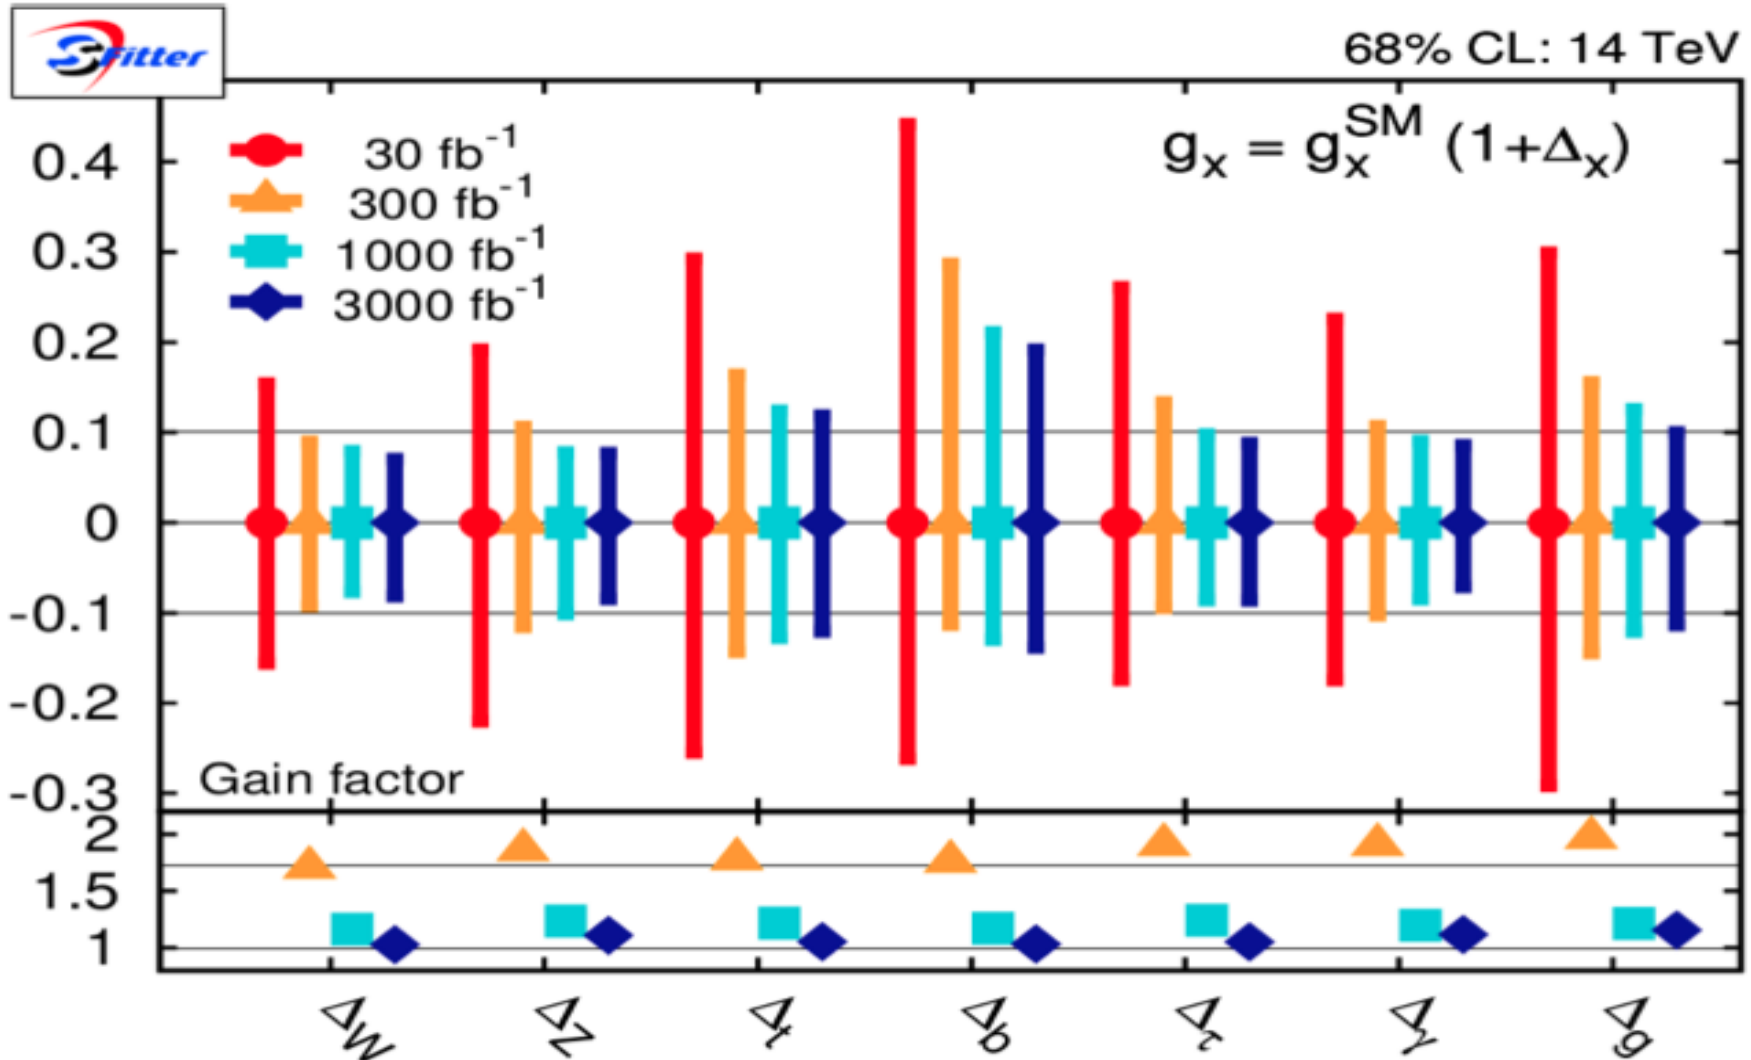 SFitter
68% CL: 14 TeV
g_x = g_x^SM (1+Δ_x)
30 fb^-1
300 fb^-1
1000 fb^-1
3000 fb^-1
0.4
0.3
0.2
0.1
0
-0.1
-0.2
-0.3
Gain factor
2
1.5
1
Δ_W Δ_Z Δ_t Δ_b Δ_τ Δ_γ Δ_g